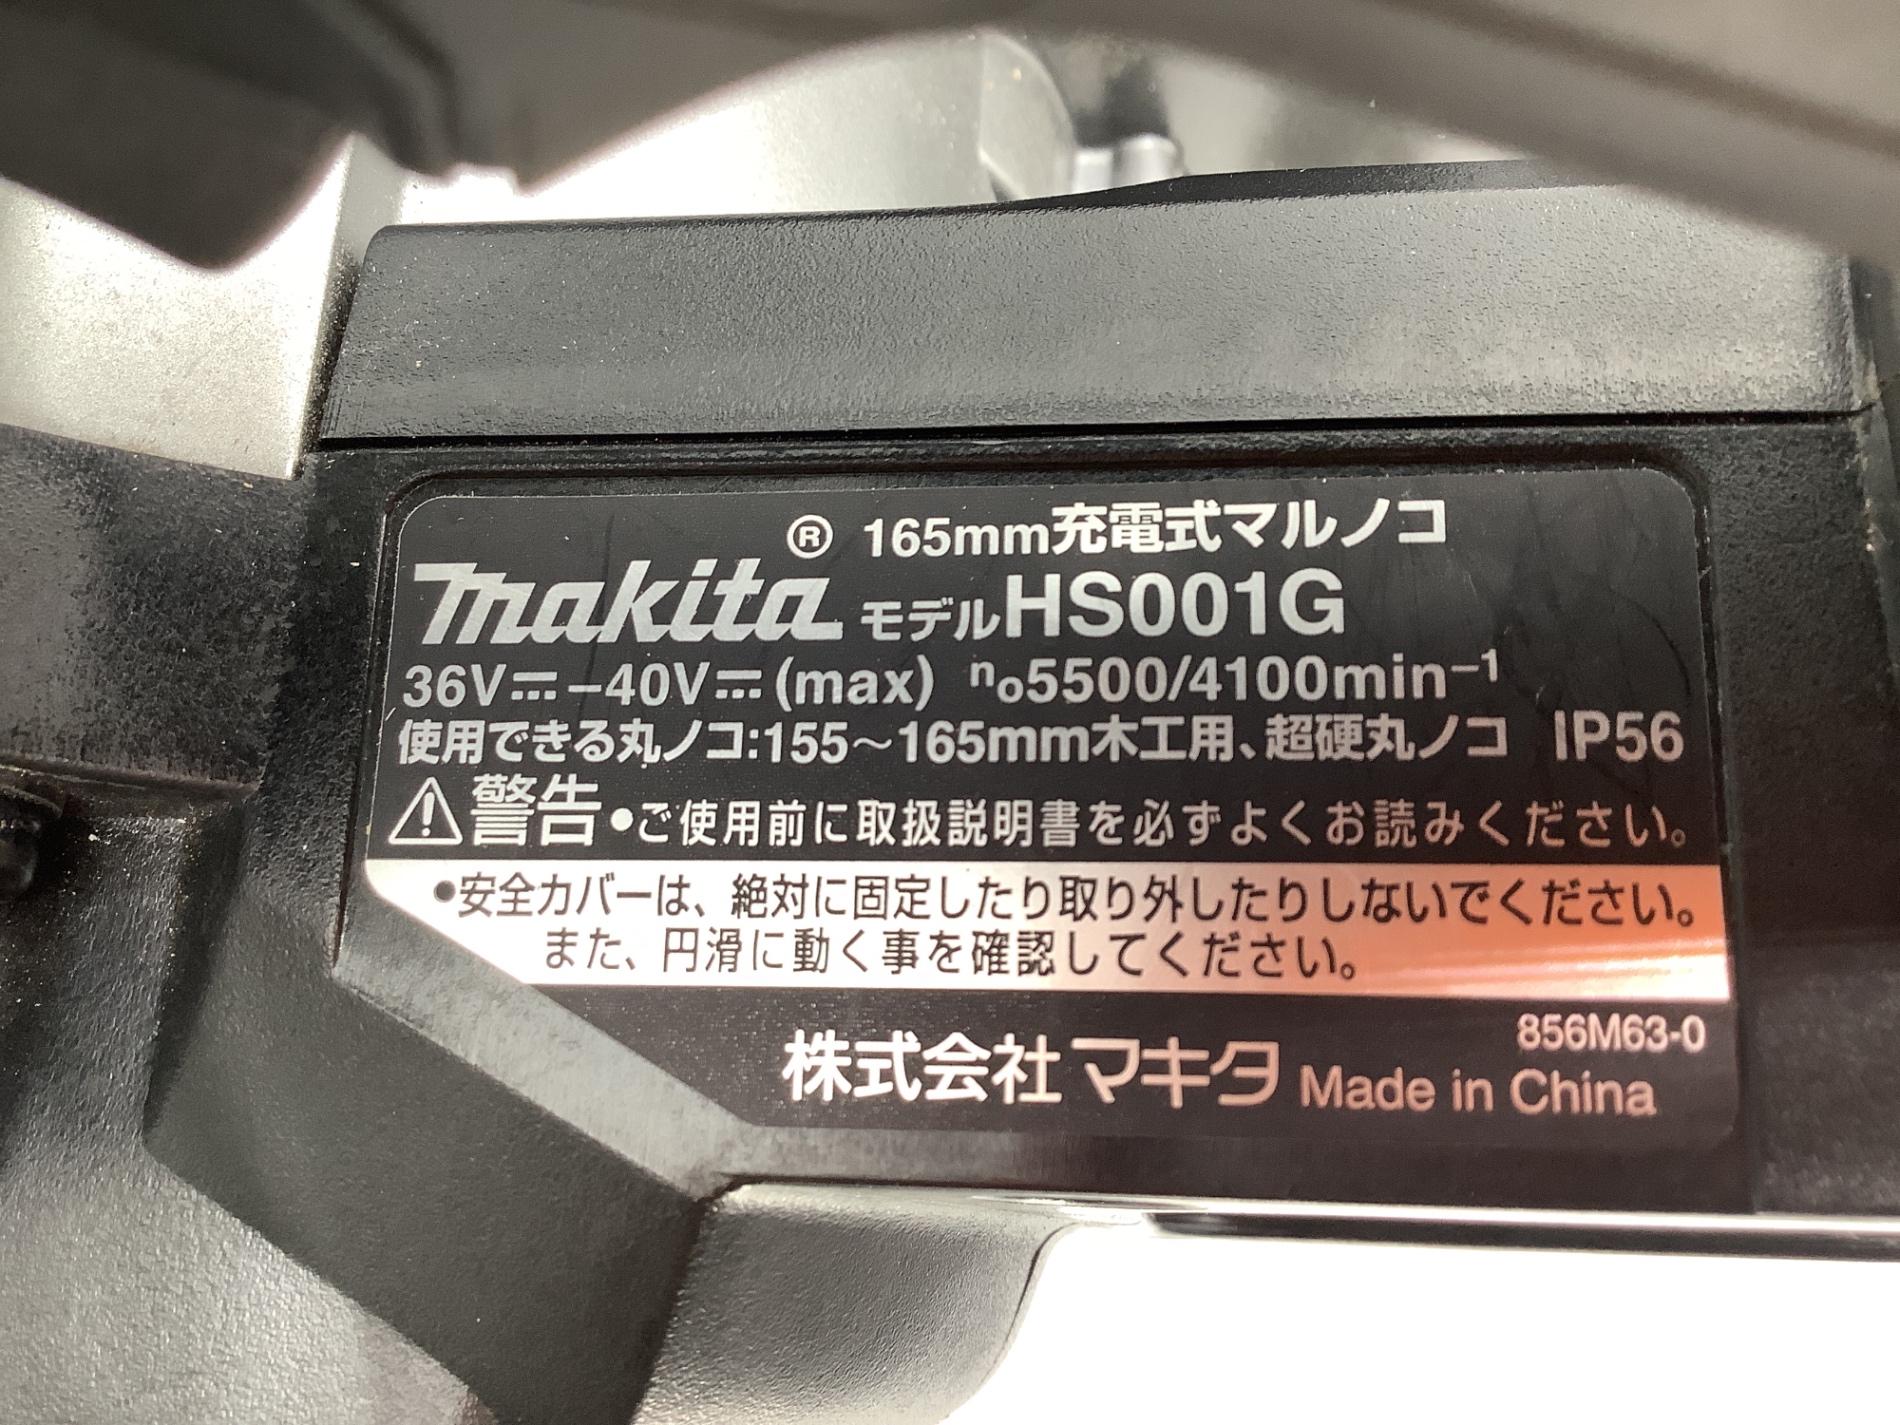 ® 165mm充電式マルノコ
makita モデルHS001G
36V⎓–40V⎓(max) n₀5500/4100min⁻¹
使用できる丸ノコ:155~165mm木工用、超硬丸ノコ IP56
⚠警告 •ご使用前に取扱説明書を必ずよくお読みください。
•安全カバーは、絶対に固定したり取り外したりしないでください。
また、円滑に動く事を確認してください。
856M63-0
株式会社マキタ Made in China